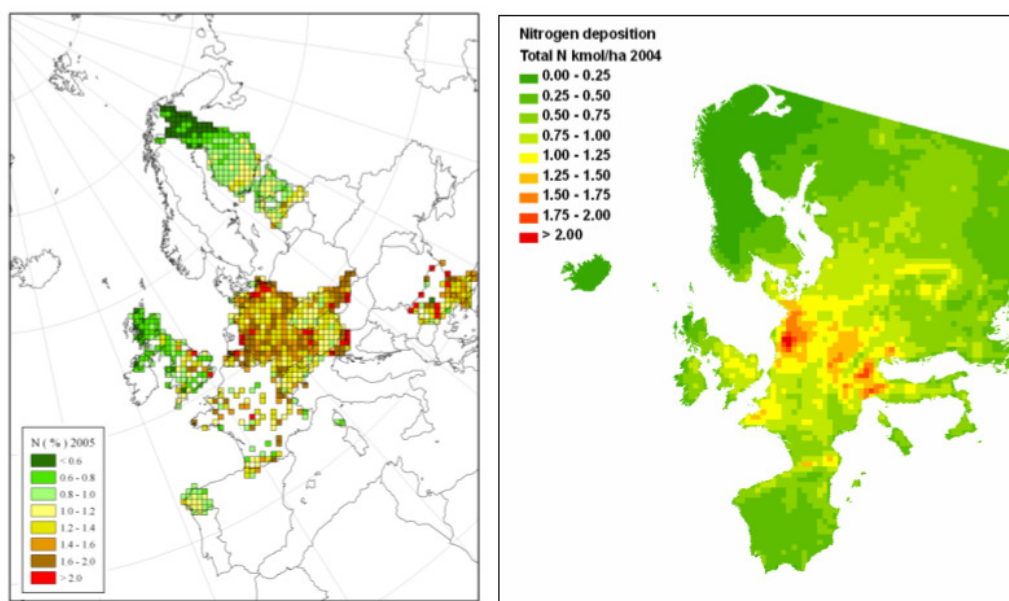 N ( % ) 2005
< 0.6
0.6 - 0.8
0.8 - 1.0
1.0 - 1.2
1.2 - 1.4
1.4 - 1.6
1.6 - 2.0
> 2.0
Nitrogen deposition
Total N kmol/ha 2004
0.00 - 0.25
0.25 - 0.50
0.50 - 0.75
0.75 - 1.00
1.00 - 1.25
1.25 - 1.50
1.50 - 1.75
1.75 - 2.00
> 2.00